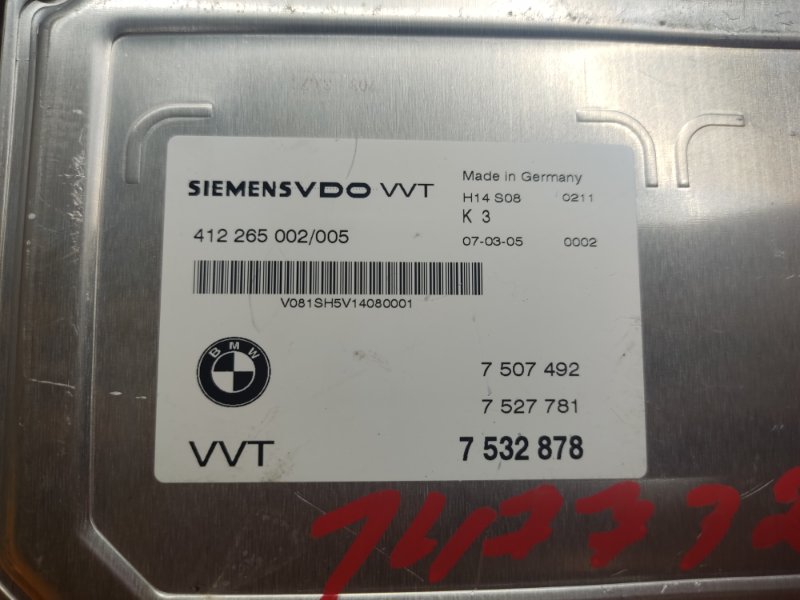 SIEMENSVDO VVT
Made in Germany
H14 S08 0211
K 3
412 265 002/005
07-03-05 0002
V081SH5V14080001
BMW
7 507 492
7 527 781
VVT
7 532 878